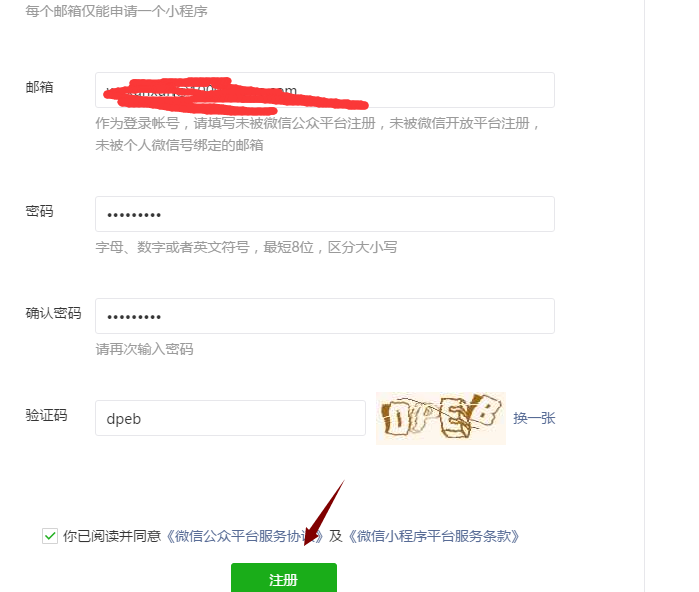 每个邮箱仅能申请一个小程序
邮箱
作为登录帐号，请填写未被微信公众平台注册，未被微信开放平台注册，
未被个人微信号绑定的邮箱
密码
•••••••••
字母、数字或者英文符号，最短8位，区分大小写
确认密码
•••••••••
请再次输入密码
验证码
dpeb
DPEB
换一张
你已阅读并同意《微信公众平台服务协议》及《微信小程序平台服务条款》
注册